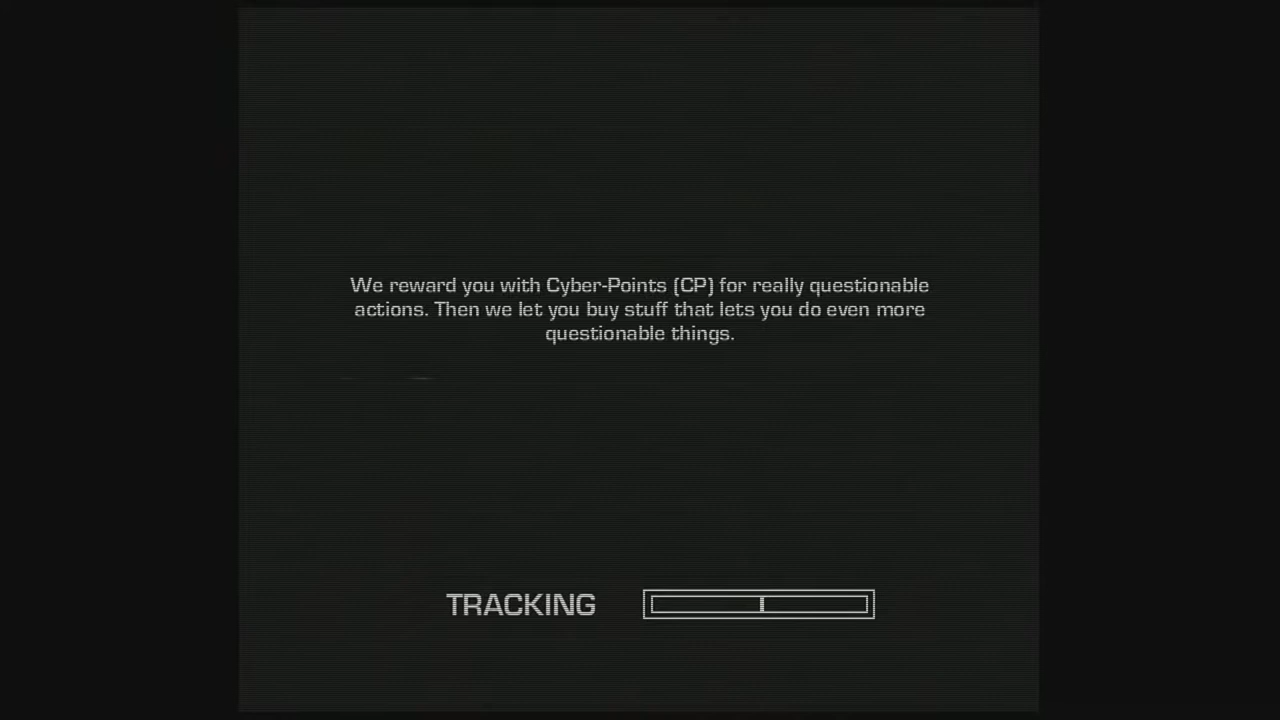 We reward you with Cyber-Points (CP) for really questionable
actions. Then we let you buy stuff that lets you do even more
questionable things.
TRACKING